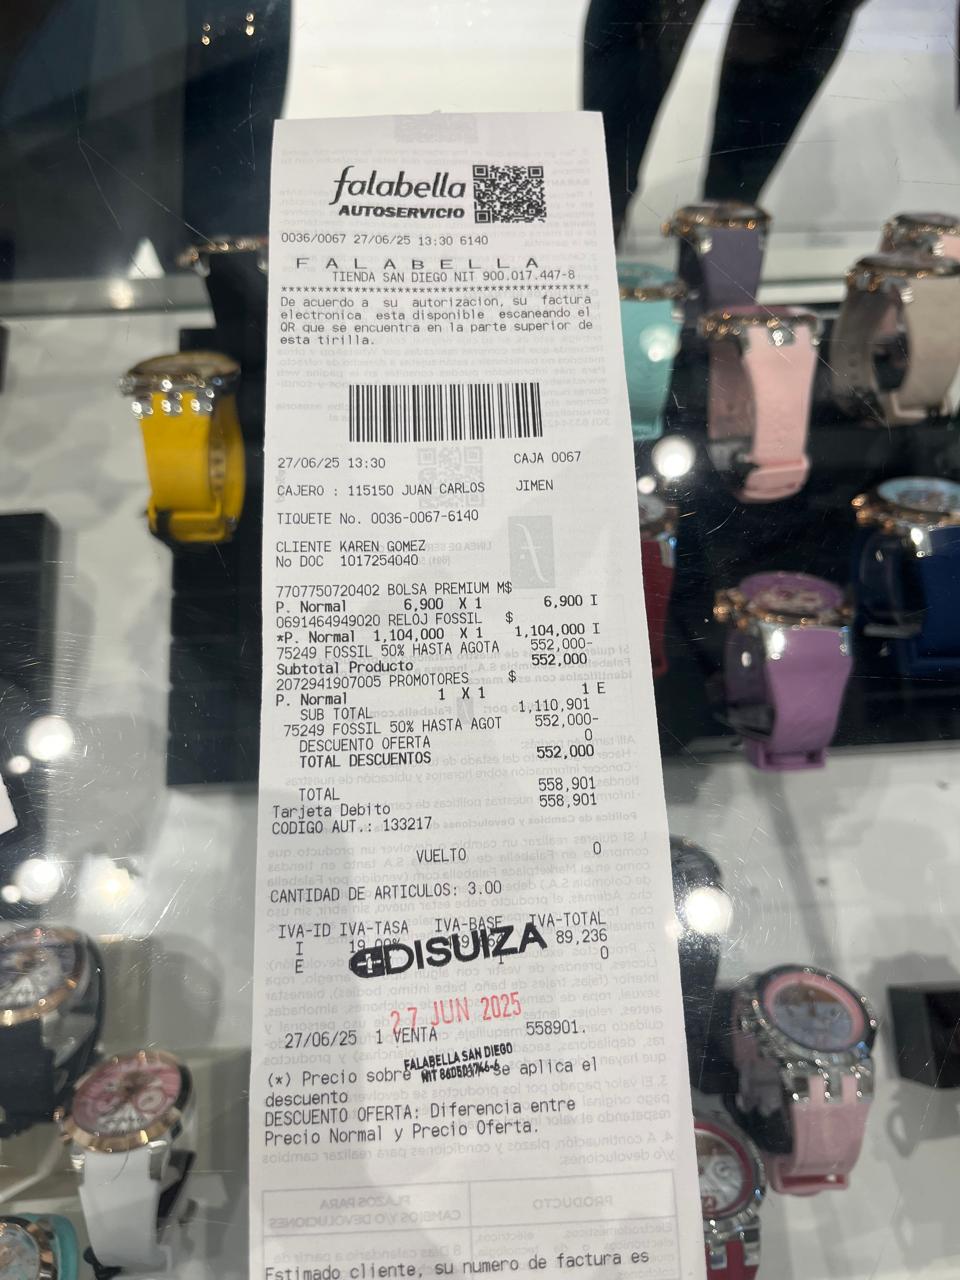 falabella
AUTOSERVICIO
0036/0067 27/06/25 13:30 6140
F A L A B E L L A
TIENDA SAN DIEGO NIT 900.017.447-8
****************************************
De acuerdo a su autorizacion, su factura
electronica esta disponible escaneando el
QR que se encuentra en la parte superior de
esta tirilla.
27/06/25 13:30 CAJA 0067
CAJERO : 115150 JUAN CARLOS JIMEN
TIQUETE No. 0036-0067-6140
CLIENTE KAREN GOMEZ
No DOC 1017254040
7707750720402 BOLSA PREMIUM M$
P. Normal 6,900 X 1 6,900 I
0691464949020 RELOJ FOSSIL $
*P. Normal 1,104,000 X 1 1,104,000 I
75249 FOSSIL 50% HASTA AGOTA 552,000-
Subtotal Producto 552,000
2072941907005 PROMOTORES $
P. Normal 1 X 1 1 E
SUB TOTAL 1,110,901
75249 FOSSIL 50% HASTA AGOT 552,000-
DESCUENTO OFERTA 0
TOTAL DESCUENTOS 552,000
TOTAL 558,901
Tarjeta Debito 558,901
CODIGO AUT.: 133217
VUELTO 0
CANTIDAD DE ARTICULOS: 3.00
IVA-ID IVA-TASA IVA-BASE IVA-TOTAL
I 19.00% 89,236
E 0
DISUIZA
27 JUN 2025
27/06/25 1 VENTA 558901.
FALABELLA SAN DIEGO
NIT
(*) Precio sobre se aplica el
descuento
DESCUENTO OFERTA: Diferencia entre
Precio Normal y Precio Oferta.
PRODUCTO
PLAZOS PARA
CAMBIOS Y/O DEVOLUCIONES
Estimado cliente, su numero de factura es